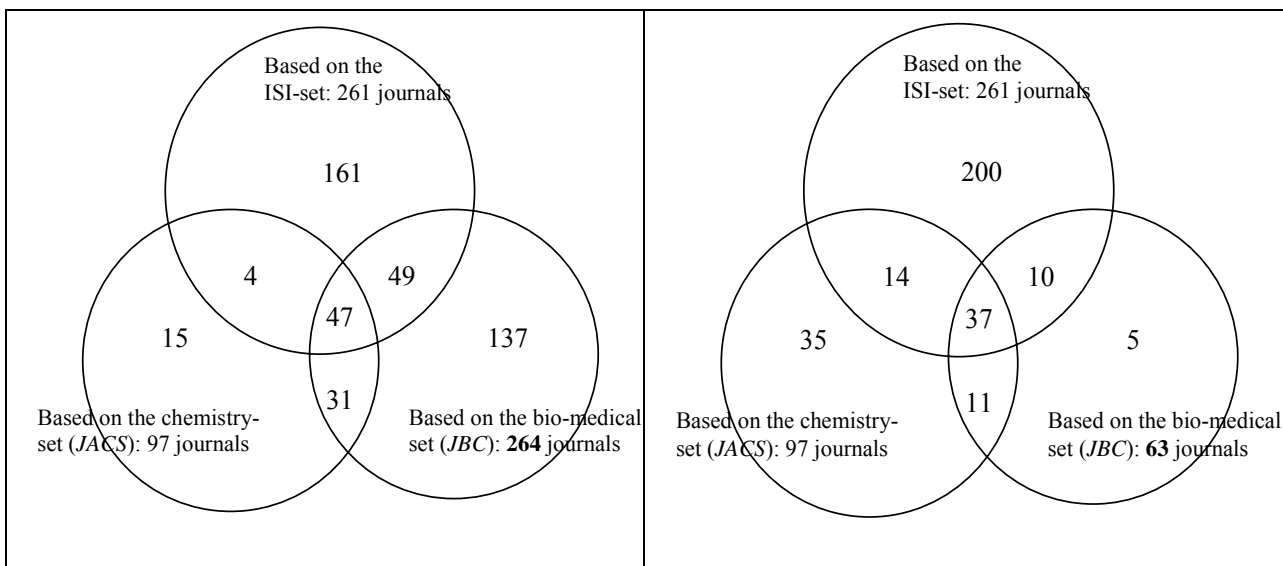 Based on the
ISI-set: 261 journals
161
4
49
47
15
137
31
Based on the chemistry-
set (JACS): 97 journals
Based on the bio-medical
set (JBC): 264 journals
Based on the
ISI-set: 261 journals
200
14
10
37
35
5
11
Based on the chemistry-
set (JACS): 97 journals
Based on the bio-medical
set (JBC): 63 journals